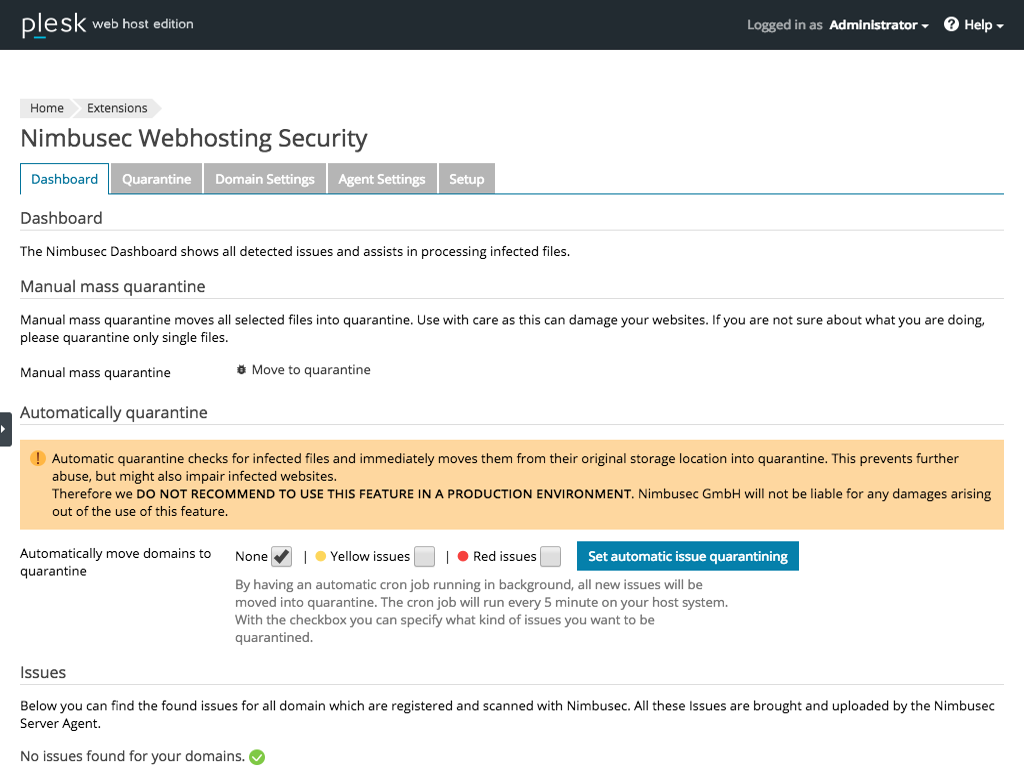 plesk web host edition
Logged in as Administrator Help
Home Extensions
Nimbusec Webhosting Security
Dashboard Quarantine Domain Settings Agent Settings Setup
Dashboard
The Nimbusec Dashboard shows all detected issues and assists in processing infected files.
Manual mass quarantine
Manual mass quarantine moves all selected files into quarantine. Use with care as this can damage your websites. If you are not sure about what you are doing,
please quarantine only single files.
Manual mass quarantine Move to quarantine
Automatically quarantine
Automatic quarantine checks for infected files and immediately moves them from their original storage location into quarantine. This prevents further
abuse, but might also impair infected websites.
Therefore we DO NOT RECOMMEND TO USE THIS FEATURE IN A PRODUCTION ENVIRONMENT. Nimbusec GmbH will not be liable for any damages arising
out of the use of this feature.
Automatically move domains to
quarantine
None | Yellow issues | Red issues Set automatic issue quarantining
By having an automatic cron job running in background, all new issues will be
moved into quarantine. The cron job will run every 5 minute on your host system.
With the checkbox you can specify what kind of issues you want to be
quarantined.
Issues
Below you can find the found issues for all domain which are registered and scanned with Nimbusec. All these Issues are brought and uploaded by the Nimbusec
Server Agent.
No issues found for your domains.